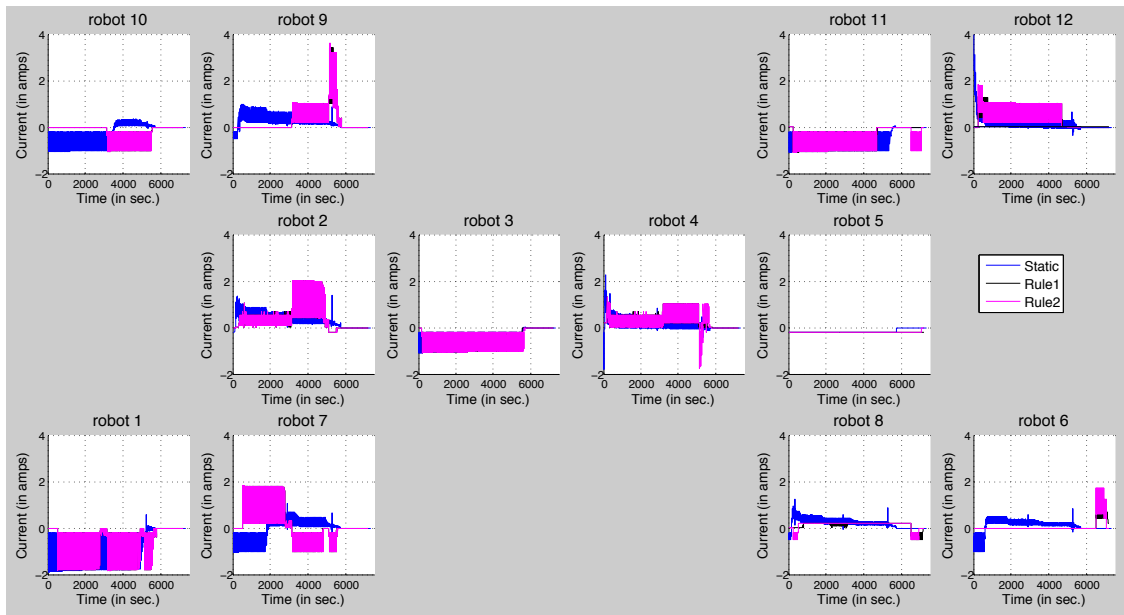 robot 10
robot 9
robot 11
robot 12
Current (in amps)
4
2
0
−2
0 2000 4000 6000
Time (in sec.)
Current (in amps)
4
2
0
−2
0 2000 4000 6000
Time (in sec.)
Current (in amps)
4
2
0
−2
0 2000 4000 6000
Time (in sec.)
Current (in amps)
4
2
0
−2
0 2000 4000 6000
Time (in sec.)
robot 2
robot 3
robot 4
robot 5
Current (in amps)
4
2
0
−2
0 2000 4000 6000
Time (in sec.)
Current (in amps)
4
2
0
−2
0 2000 4000 6000
Time (in sec.)
Current (in amps)
4
2
0
−2
0 2000 4000 6000
Time (in sec.)
Current (in amps)
4
2
0
−2
0 2000 4000 6000
Time (in sec.)
Static
Rule1
Rule2
robot 1
robot 7
robot 8
robot 6
Current (in amps)
4
2
0
−2
0 2000 4000 6000
Time (in sec.)
Current (in amps)
4
2
0
−2
0 2000 4000 6000
Time (in sec.)
Current (in amps)
4
2
0
−2
0 2000 4000 6000
Time (in sec.)
Current (in amps)
4
2
0
−2
0 2000 4000 6000
Time (in sec.)